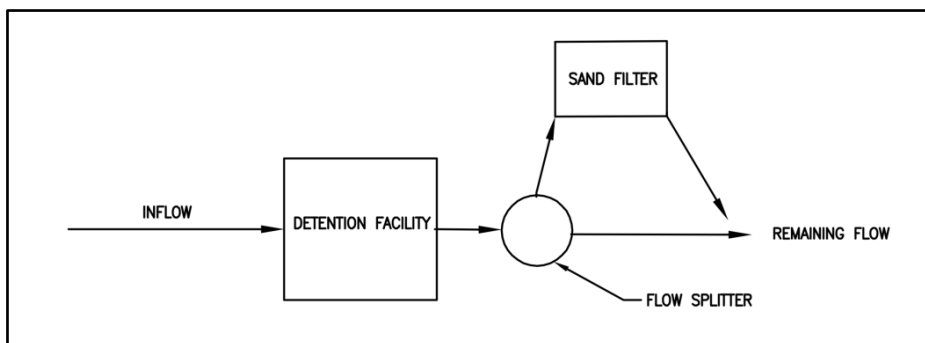 SAND FILTER
INFLOW
DETENTION FACILITY
REMAINING FLOW
FLOW SPLITTER